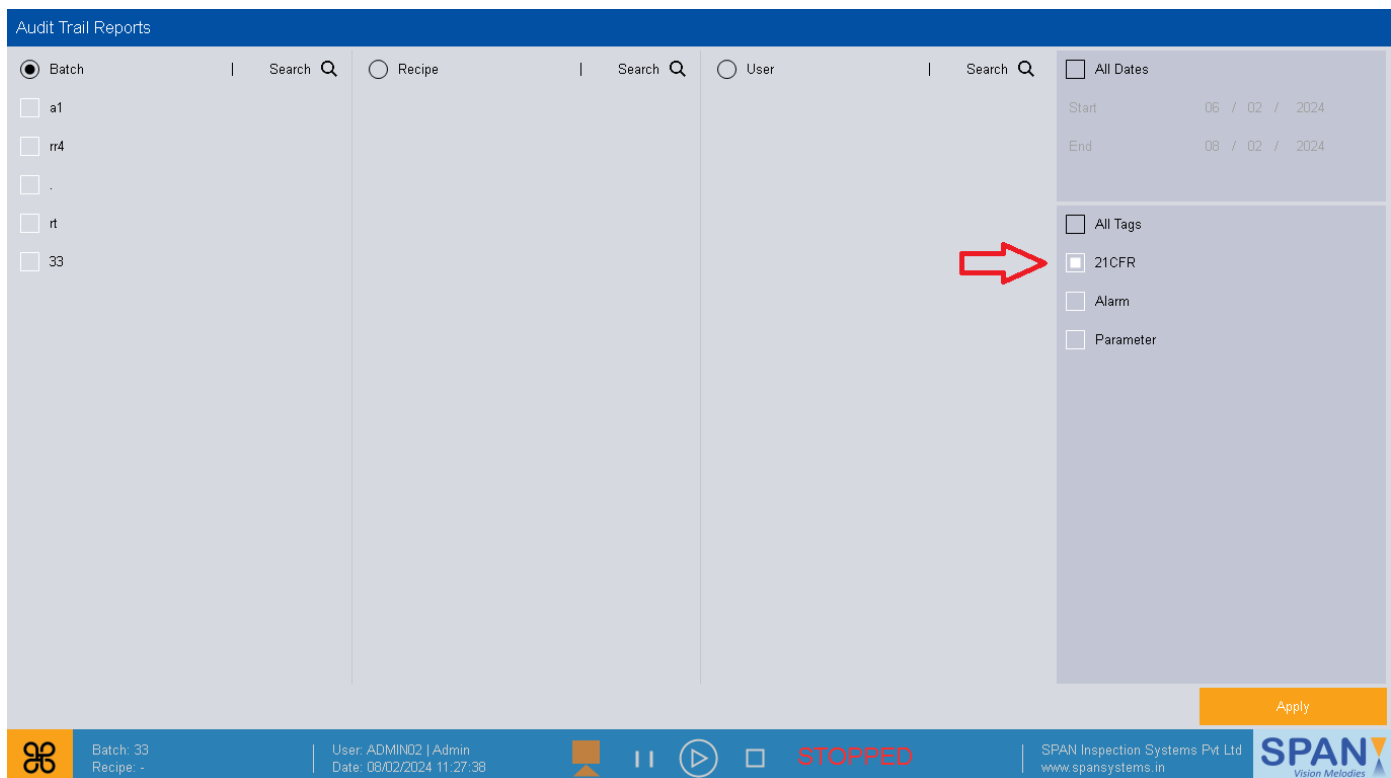 Audit Trail Reports
Batch | Search
Recipe | Search
User | Search
a1
rr4
.
rt
33
All Dates
Start 06 / 02 / 2024
End 08 / 02 / 2024
All Tags
21CFR
Alarm
Parameter
Apply
Batch: 33
Recipe: -
User: ADMIN02 | Admin
Date: 08/02/2024 11:27:38
STOPPED
SPAN Inspection Systems Pvt Ltd
www.spansystems.in
SPAN
Vision Melodies